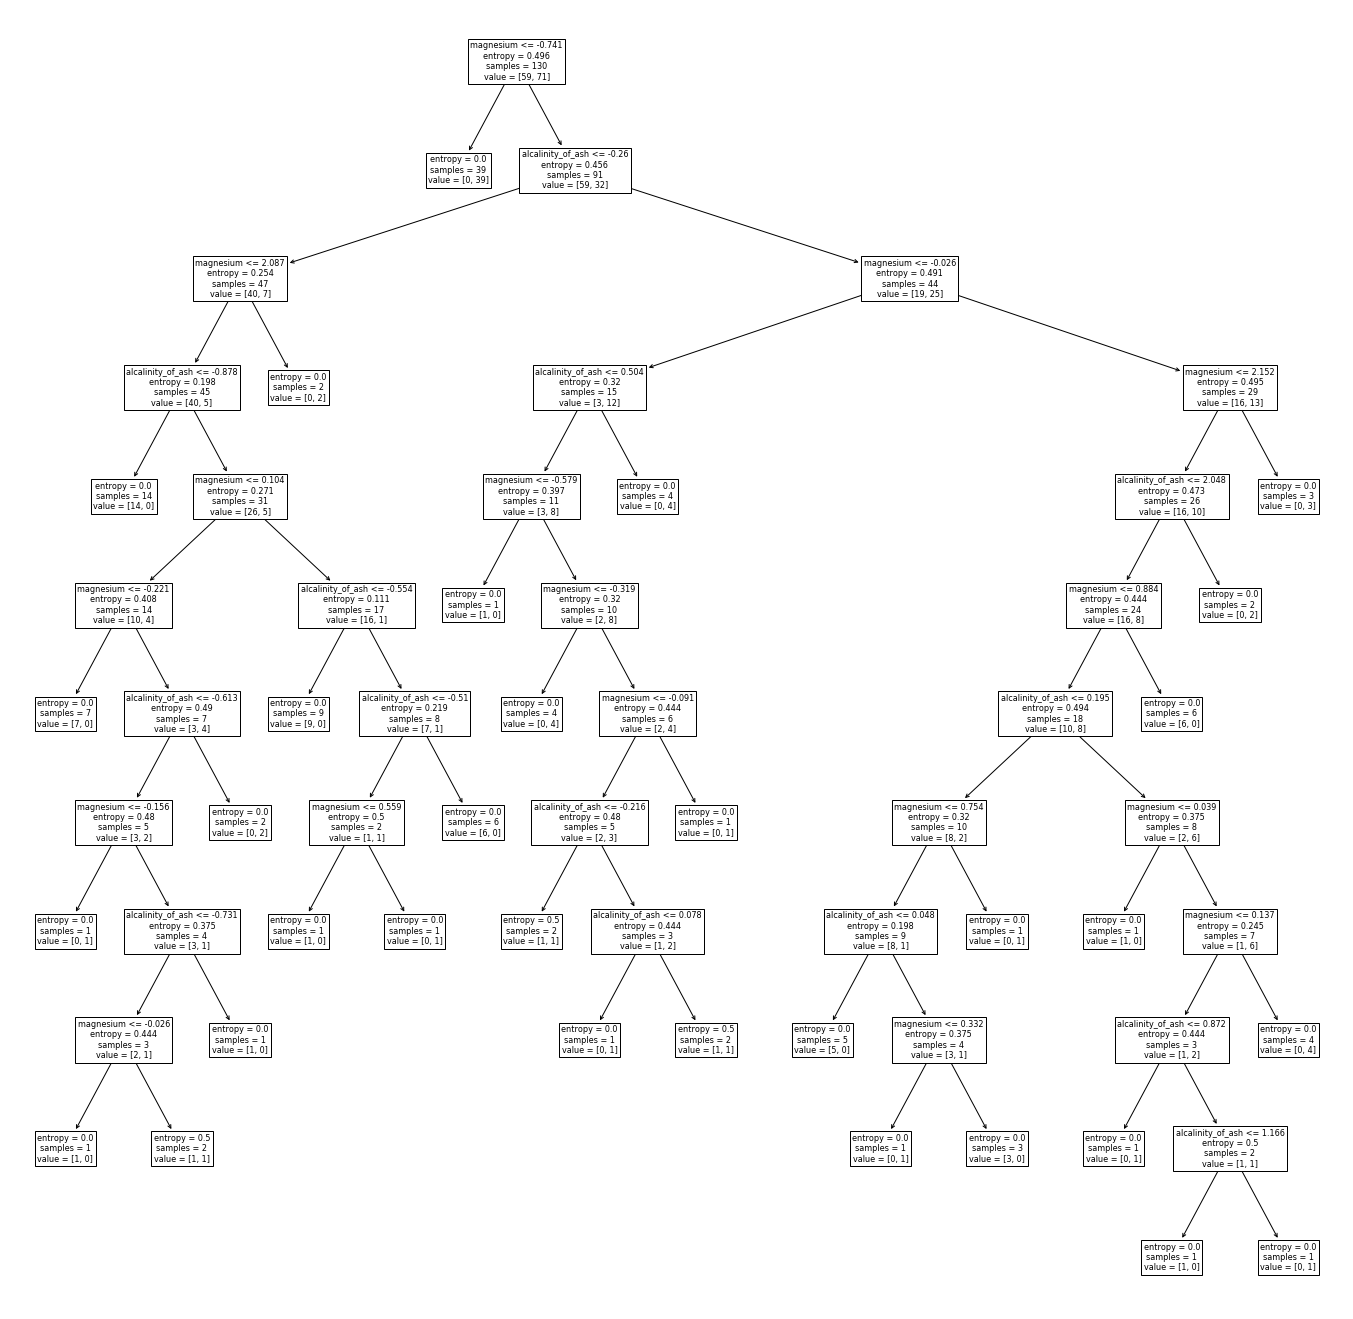 magnesium <= -0.741
entropy = 0.496
samples = 130
value = [59, 71]
entropy = 0.0
samples = 39
value = [0, 39]
alcalinity_of_ash <= -0.26
entropy = 0.456
samples = 91
value = [59, 32]
magnesium <= 2.087
entropy = 0.254
samples = 47
value = [40, 7]
magnesium <= -0.026
entropy = 0.491
samples = 44
value = [19, 25]
alcalinity_of_ash <= -0.878
entropy = 0.198
samples = 45
value = [40, 5]
entropy = 0.0
samples = 2
value = [0, 2]
alcalinity_of_ash <= 0.504
entropy = 0.32
samples = 15
value = [3, 12]
magnesium <= 2.152
entropy = 0.495
samples = 29
value = [16, 13]
entropy = 0.0
samples = 14
value = [14, 0]
magnesium <= 0.104
entropy = 0.271
samples = 31
value = [26, 5]
magnesium <= -0.579
entropy = 0.397
samples = 11
value = [3, 8]
entropy = 0.0
samples = 4
value = [0, 4]
alcalinity_of_ash <= 2.048
entropy = 0.473
samples = 26
value = [16, 10]
entropy = 0.0
samples = 3
value = [0, 3]
magnesium <= -0.221
entropy = 0.408
samples = 14
value = [10, 4]
alcalinity_of_ash <= -0.554
entropy = 0.111
samples = 17
value = [16, 1]
entropy = 0.0
samples = 1
value = [1, 0]
magnesium <= -0.319
entropy = 0.32
samples = 10
value = [2, 8]
magnesium <= 0.884
entropy = 0.444
samples = 24
value = [16, 8]
entropy = 0.0
samples = 2
value = [0, 2]
entropy = 0.0
samples = 7
value = [7, 0]
alcalinity_of_ash <= -0.613
entropy = 0.49
samples = 7
value = [3, 4]
entropy = 0.0
samples = 9
value = [9, 0]
alcalinity_of_ash <= -0.51
entropy = 0.219
samples = 8
value = [7, 1]
entropy = 0.0
samples = 4
value = [0, 4]
magnesium <= -0.091
entropy = 0.444
samples = 6
value = [2, 4]
alcalinity_of_ash <= 0.195
entropy = 0.494
samples = 18
value = [10, 8]
entropy = 0.0
samples = 6
value = [6, 0]
magnesium <= -0.156
entropy = 0.48
samples = 5
value = [3, 2]
entropy = 0.0
samples = 2
value = [0, 2]
magnesium <= 0.559
entropy = 0.5
samples = 2
value = [1, 1]
entropy = 0.0
samples = 6
value = [6, 0]
alcalinity_of_ash <= -0.216
entropy = 0.48
samples = 5
value = [2, 3]
entropy = 0.0
samples = 1
value = [0, 1]
magnesium <= 0.754
entropy = 0.32
samples = 10
value = [8, 2]
magnesium <= 0.039
entropy = 0.375
samples = 8
value = [2, 6]
entropy = 0.0
samples = 1
value = [0, 1]
alcalinity_of_ash <= -0.731
entropy = 0.375
samples = 4
value = [3, 1]
entropy = 0.0
samples = 1
value = [1, 0]
entropy = 0.0
samples = 1
value = [0, 1]
entropy = 0.5
samples = 2
value = [1, 1]
alcalinity_of_ash <= 0.078
entropy = 0.444
samples = 3
value = [1, 2]
alcalinity_of_ash <= 0.048
entropy = 0.198
samples = 9
value = [8, 1]
entropy = 0.0
samples = 1
value = [0, 1]
entropy = 0.0
samples = 1
value = [1, 0]
magnesium <= 0.137
entropy = 0.245
samples = 7
value = [1, 6]
magnesium <= -0.026
entropy = 0.444
samples = 3
value = [2, 1]
entropy = 0.0
samples = 1
value = [1, 0]
entropy = 0.0
samples = 1
value = [0, 1]
entropy = 0.5
samples = 2
value = [1, 1]
entropy = 0.0
samples = 5
value = [5, 0]
magnesium <= 0.332
entropy = 0.375
samples = 4
value = [3, 1]
alcalinity_of_ash <= 0.872
entropy = 0.444
samples = 3
value = [1, 2]
entropy = 0.0
samples = 4
value = [0, 4]
entropy = 0.0
samples = 1
value = [1, 0]
entropy = 0.5
samples = 2
value = [1, 1]
entropy = 0.0
samples = 1
value = [0, 1]
entropy = 0.0
samples = 3
value = [3, 0]
entropy = 0.0
samples = 1
value = [0, 1]
alcalinity_of_ash <= 1.166
entropy = 0.5
samples = 2
value = [1, 1]
entropy = 0.0
samples = 1
value = [1, 0]
entropy = 0.0
samples = 1
value = [0, 1]